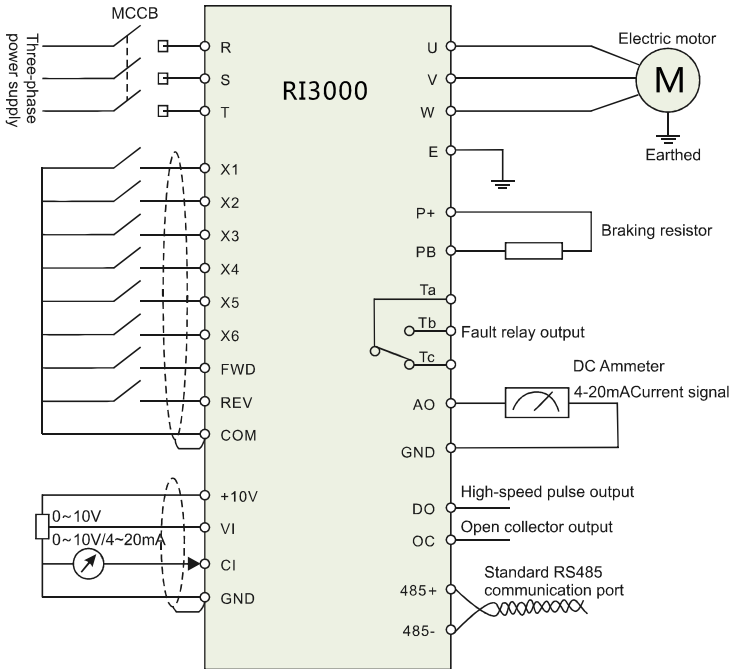 MCCB
Three-phase
power supply
R
S
T
RI3000
U
V
W
E
Electric motor
M
Earthed
X1
X2
X3
X4
X5
X6
FWD
REV
COM
P+
PB
Braking resistor
Ta
Tb
Tc
Fault relay output
DC Ammeter
4-20mACurrent signal
AO
GND
+10V
VI
CI
GND
0~10V
0~10V/4~20mA
High-speed pulse output
DO
Open collector output
OC
Standard RS485
communication port
485+
485-